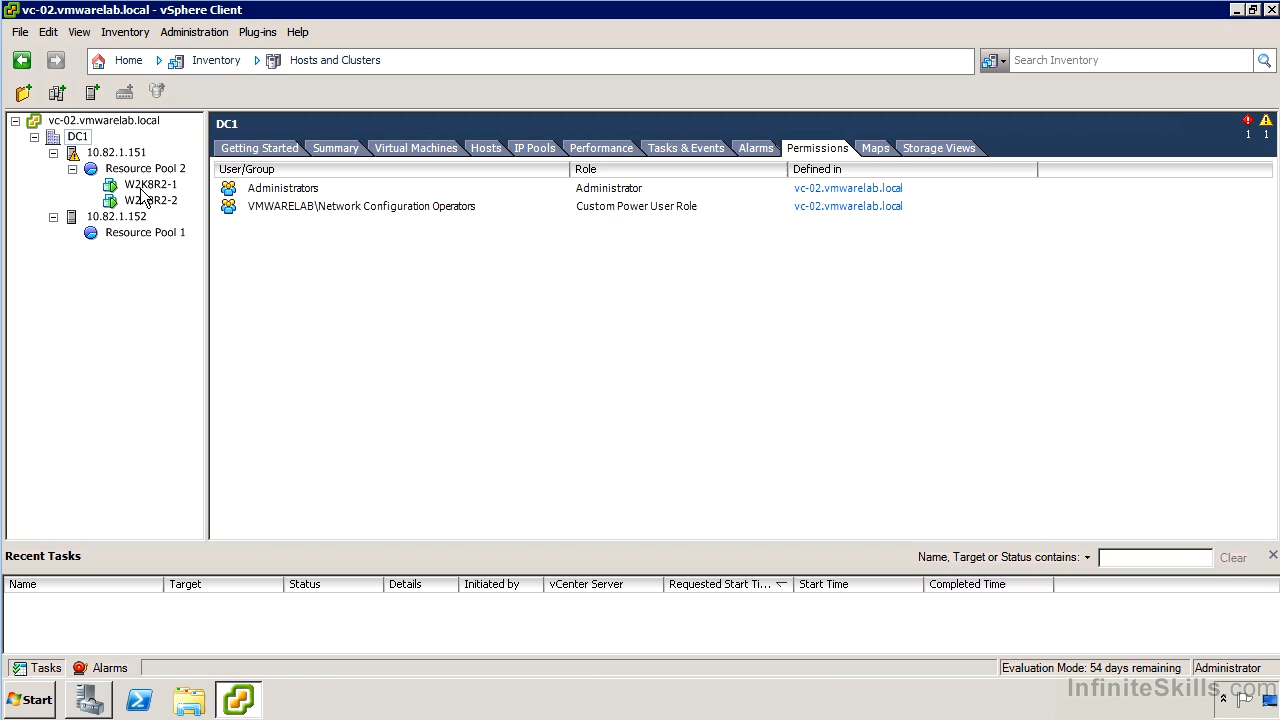 vc-02.vmwarelab.local - vSphere Client
File Edit View Inventory Administration Plug-ins Help
Home Inventory Hosts and Clusters Search Inventory
vc-02.vmwarelab.local
DC1
10.82.1.151
Resource Pool 2
W2K8R2-1
W2K8R2-2
10.82.1.152
Resource Pool 1
DC1
1 1
Getting Started Summary Virtual Machines Hosts IP Pools Performance Tasks & Events Alarms Permissions Maps Storage Views
User/Group Role Defined in
Administrators Administrator vc-02.vmwarelab.local
VMWARELAB\Network Configuration Operators Custom Power User Role vc-02.vmwarelab.local
Recent Tasks Name, Target or Status contains: Clear
Name Target Status Details Initiated by vCenter Server Requested Start Ti... Start Time Completed Time
Tasks Alarms Evaluation Mode: 54 days remaining Administrator
Start
InfiniteSkills.com